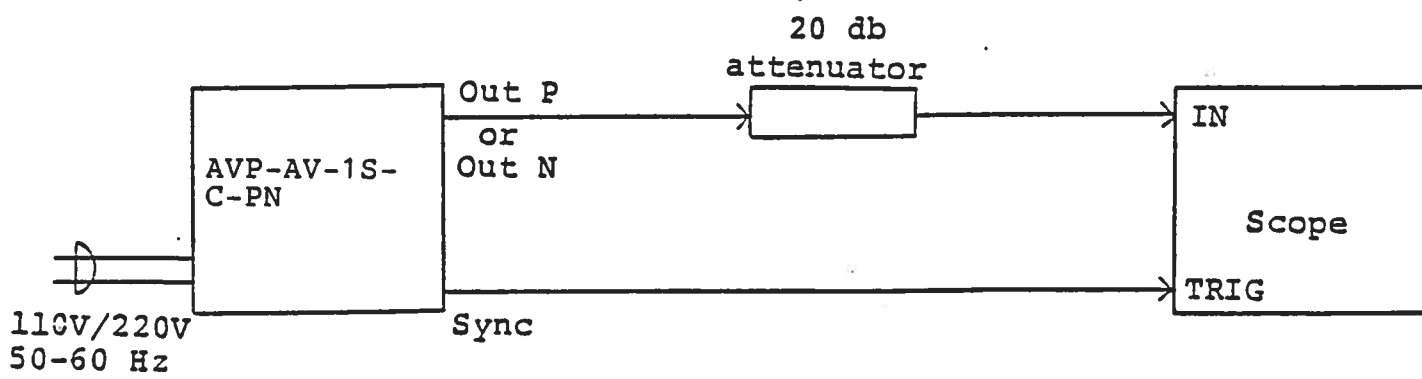 20 db
attenuator
Out P
or
Out N
IN
AVP-AV-1S-
C-PN
Scope
TRIG
Sync
110V/220V
50-60 Hz